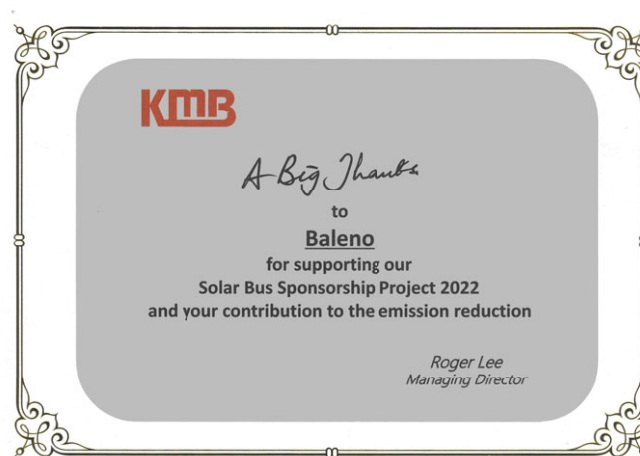 KMB
A Big Thanks
to
Baleno
for supporting our
Solar Bus Sponsorship Project 2022
and your contribution to the emission reduction
Roger Lee
Managing Director